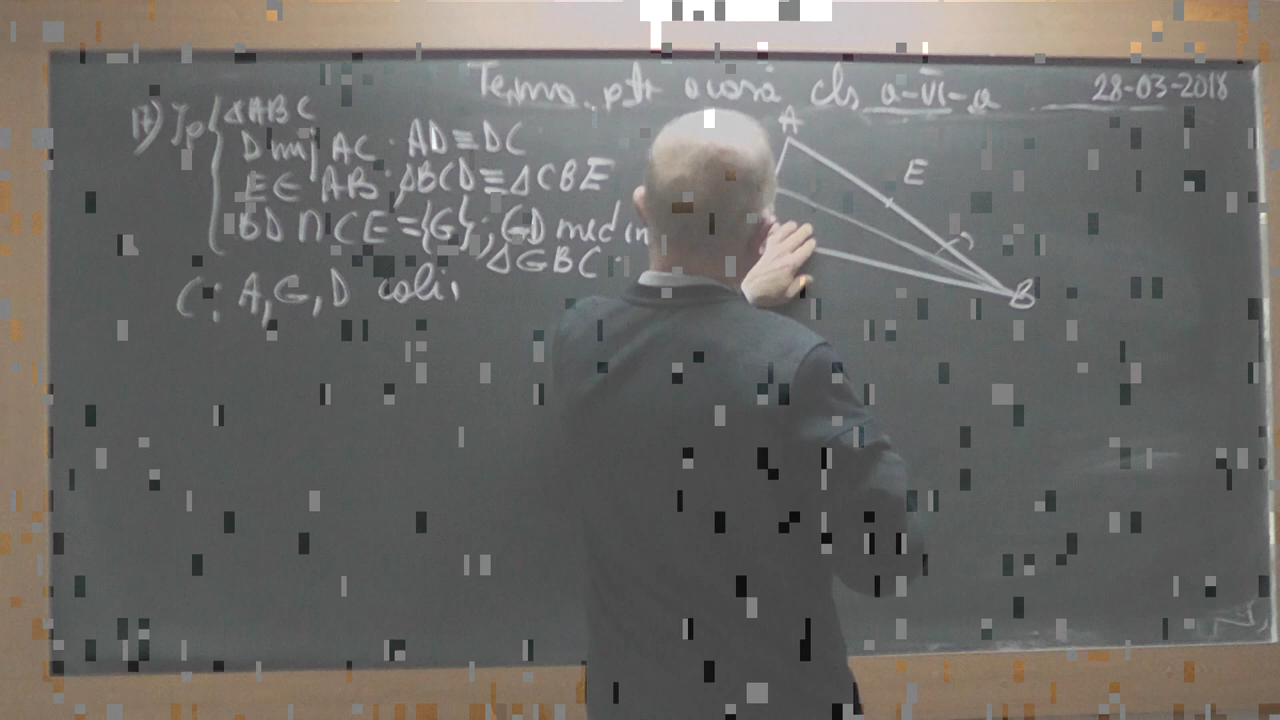 Tema ptr acasă cls a-VI-a 28-03-2018
17) Ip ΔABC
D mij AC · AD≡DC
E∈ AB · ΔBCD≡ΔCBE
BD ∩ CE ={G}; GD med în
ΔGBC ·
C: A, G, D coli.
A
E
B